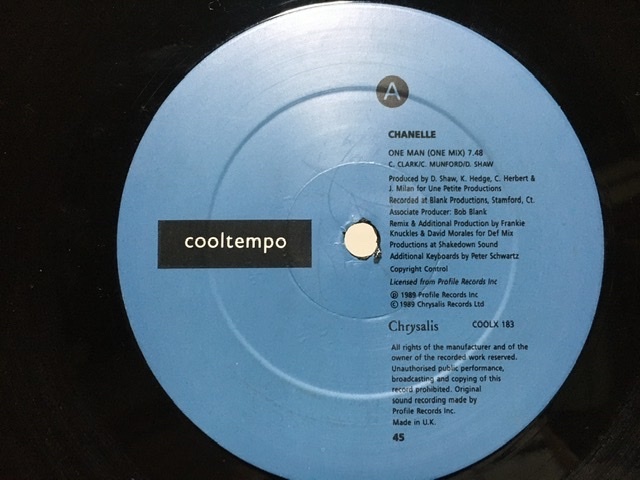 A
CHANELLE
ONE MAN (ONE MIX) 7.48
C. CLARK/C. MUNFORD/D. SHAW
Produced by D. Shaw, K. Hedge, C. Herbert &
J. Milan for Une Petite Productions
Recorded at Blank Productions, Stamford, Ct.
Associate Producer: Bob Blank
Remix & Additional Production by Frankie
Knuckles & David Morales for Def Mix
Productions at Shakedown Sound
Additional Keyboards by Peter Schwartz
Copyright Control
Licensed from Profile Records Inc
℗ 1989 Profile Records Inc
© 1989 Chrysalis Records Ltd
cooltempo
Chrysalis COOLX 183
All rights of the manufacturer and of the
owner of the recorded work reserved.
Unauthorised public performance,
broadcasting and copying of this
record prohibited. Original
sound recording made by
Profile Records Inc.
Made in U.K.
45